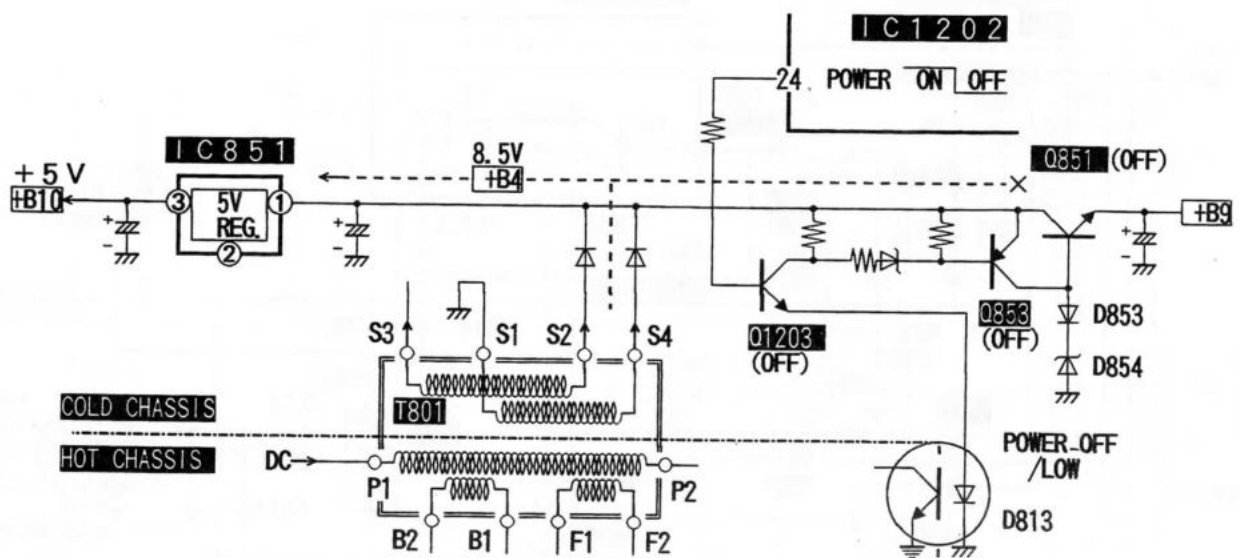 IC1202
24 POWER ON OFF
IC851
+5V
+B10
3
5V
REG.
1
2
8.5V
+B4
Q851 (OFF)
+B9
+
-
+
-
+
-
Q1203
(OFF)
Q853
(OFF)
D853
D854
S3
S1
S2
S4
T801
COLD CHASSIS
HOT CHASSIS
DC
P1
P2
B2
B1
F1
F2
POWER-OFF
/LOW
D813